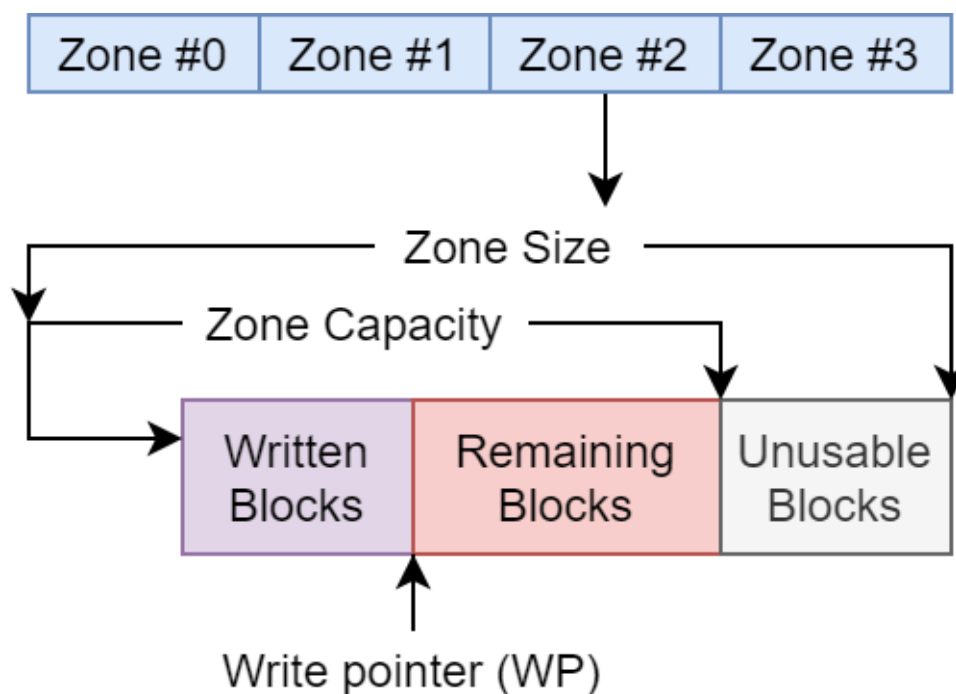 Zone #0 Zone #1 Zone #2 Zone #3
Zone Size
Zone Capacity
Written Remaining Unusable
Blocks Blocks Blocks
Write pointer (WP)